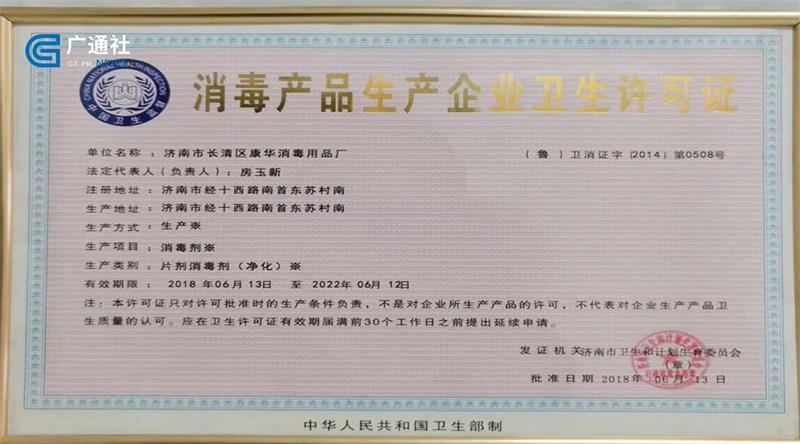 广通社
GT. PR.
CHINA NATIONAL HEALTH INSPECTION
中国卫生监督
消毒产品生产企业卫生许可证
单位名称：济南市长清区康华消毒用品厂
（鲁）卫消证字 (2014) 第0508号
法定代表人（负责人）：房玉新
注册地址：济南市经十西路南首东苏村南
生产地址：济南市经十西路南首东苏村南
生产方式：生产※
生产项目：消毒剂※
生产类别：片剂消毒剂（净化）※
有效期限：2018 年06月 13日 至 2022年06月 12日
注：本许可证只对许可批准时的生产条件负责，不是对企业所生产产品的许可，不代表对企业生产产品卫
生质量的认可。应在卫生许可证有效期届满前30个工作日之前提出延续申请。
发证机关 济南市卫生和计划生育委员会
（章）
批准日期 2018年 06月 13日
中华人民共和国卫生部制